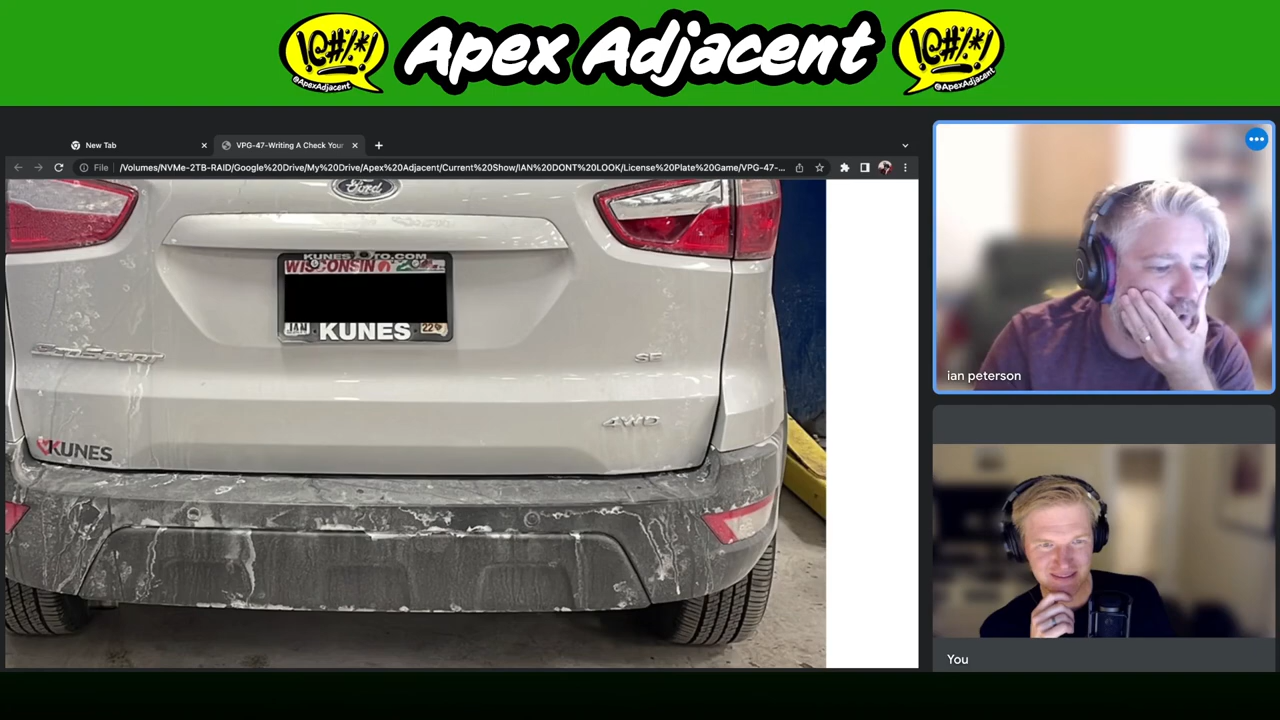 !@#!*!
@ApexAdjacent
Apex Adjacent
!@#!*!
@ApexAdjacent
New Tab
VPG-47-Writing A Check Your
File
/Volumes/NVMe-2TB-RAID/Google%20Drive/My%20Drive/Apex%20Adjacent/Current%20Show/IAN%20DONT%20LOOK/License%20Plate%20Game/VPG-47-...
Ford
WISCONSIN
JAN
KUNES
22
EcoSport
SE
4WD
KUNES
ian peterson
You